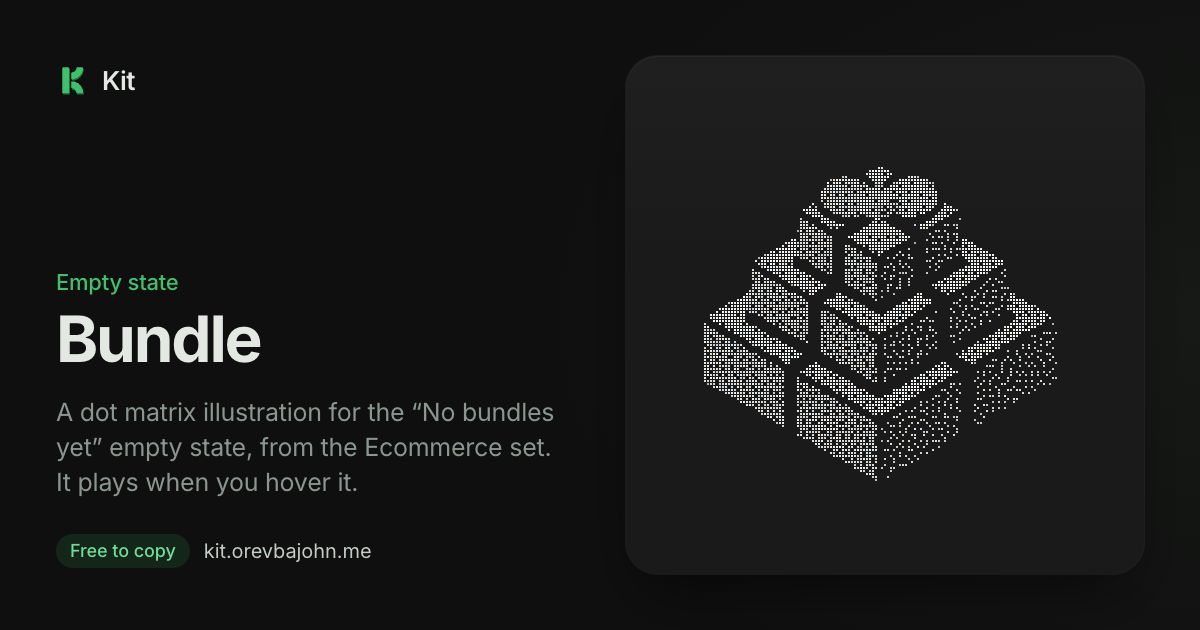 Kit
Empty state
Bundle
A dot matrix illustration for the “No bundles
yet” empty state, from the Ecommerce set.
It plays when you hover it.
Free to copy
kit.orevbajohn.me